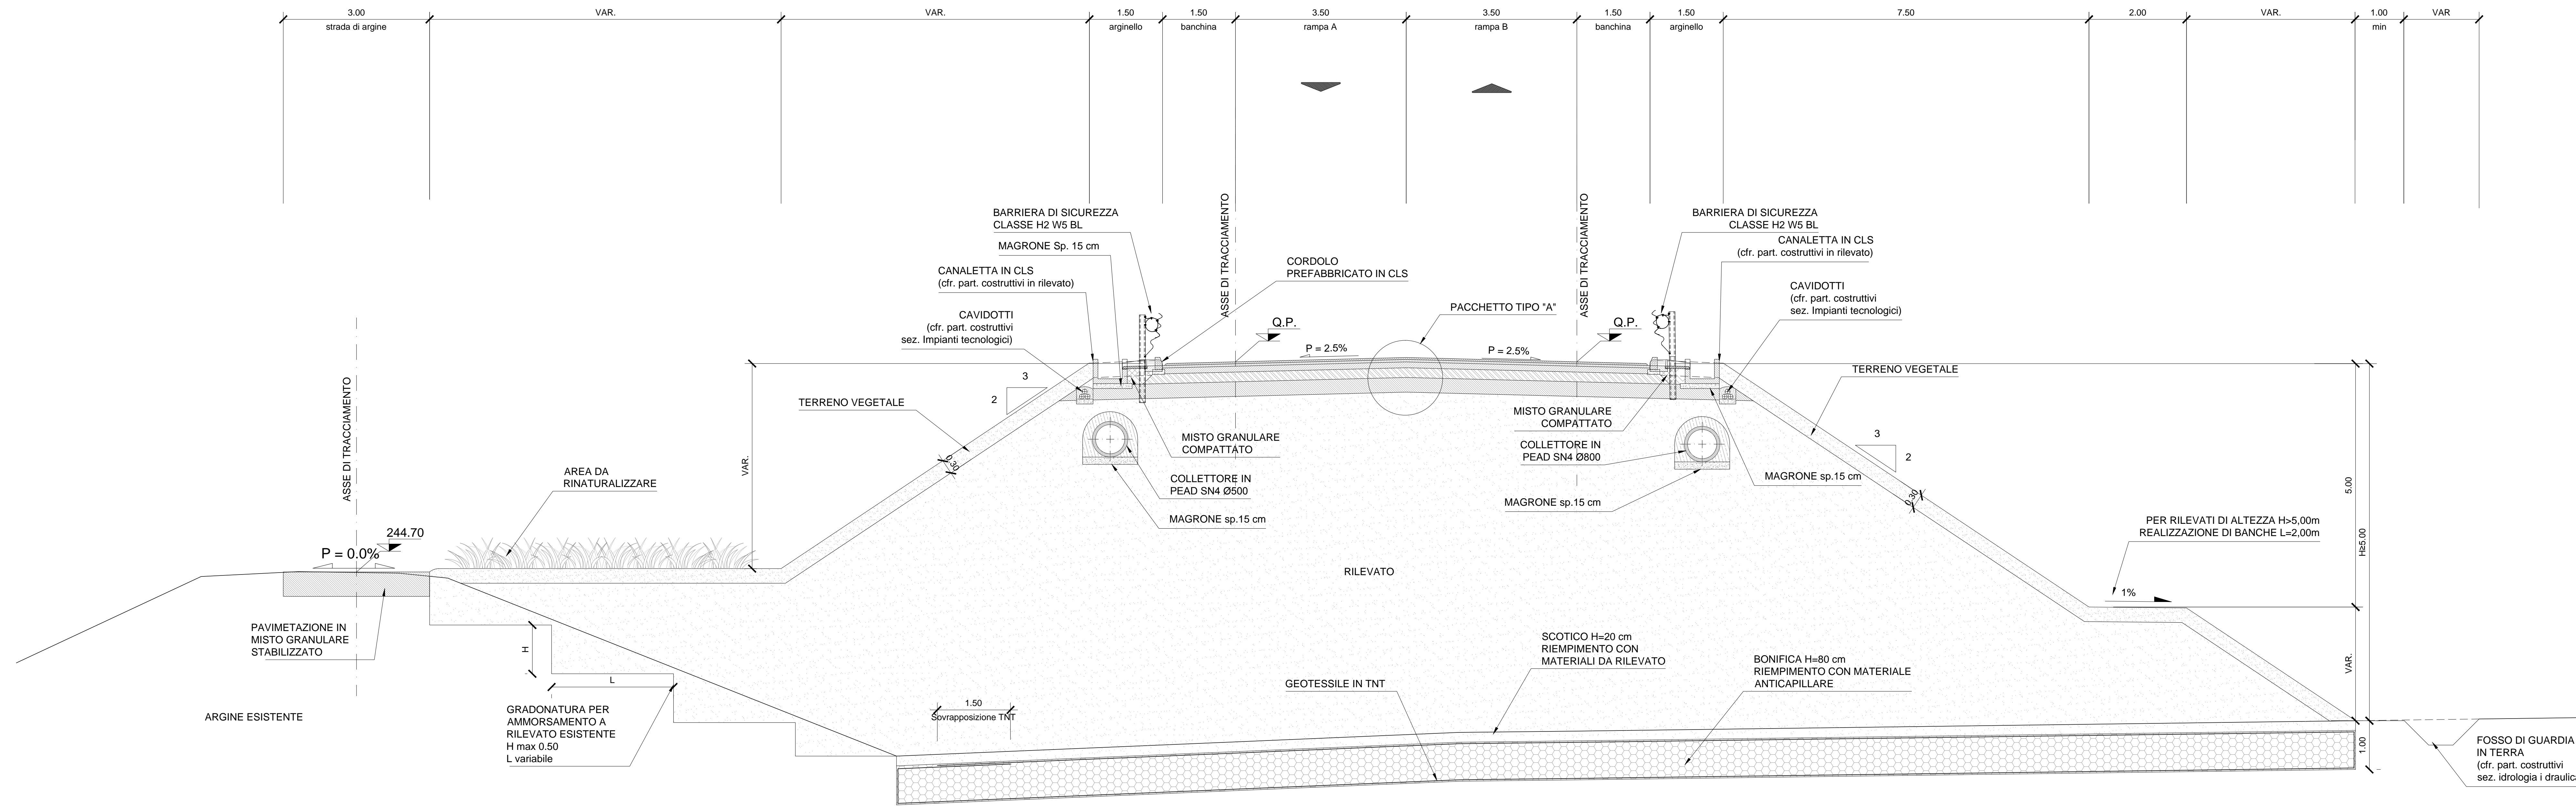 3.00
VAR.
VAR.
1.50
1.50
3.50
3.50
1.50
1.50
7.50
2.00
VAR.
1.00
VAR
strada di argine
arginello
banchina
rampa A
rampa B
banchina
arginello
min
BARRIERA DI SICUREZZA
CLASSE H2 W5 BL
MAGRONE Sp. 15 cm
CANALETTA IN CLS
(cfr. part. costruttivi in rilevato)
CAVIDOTTI
(cfr. part. costruttivi
sez. Impianti tecnologici)
ASSE DI TRACCIAMENTO
CORDOLO
PREFABBRICATO IN CLS
Q.P.
P = 2.5%
PACCHETTO TIPO "A"
P = 2.5%
ASSE DI TRACCIAMENTO
Q.P.
BARRIERA DI SICUREZZA
CLASSE H2 W5 BL
CANALETTA IN CLS
(cfr. part. costruttivi in rilevato)
CAVIDOTTI
(cfr. part. costruttivi
sez. Impianti tecnologici)
TERRENO VEGETALE
3
2
TERRENO VEGETALE
0.30
VAR.
MISTO GRANULARE
COMPATTATO
COLLETTORE IN
PEAD SN4 Ø500
MAGRONE sp.15 cm
MISTO GRANULARE
COMPATTATO
COLLETTORE IN
PEAD SN4 Ø800
MAGRONE sp.15 cm
MAGRONE sp.15 cm
3
2
0.30
5.00
H≥5.00
PER RILEVATI DI ALTEZZA H>5,00m
REALIZZAZIONE DI BANCHE L=2,00m
1%
VAR.
1.00
ASSE DI TRACCIAMENTO
AREA DA
RINATURALIZZARE
244.70
P = 0.0%
PAVIMETAZIONE IN
MISTO GRANULARE
STABILIZZATO
ARGINE ESISTENTE
H
L
GRADONATURA PER
AMMORSAMENTO A
RILEVATO ESISTENTE
H max 0.50
L variabile
RILEVATO
1.50
Sovrapposizione TNT
GEOTESSILE IN TNT
SCOTICO H=20 cm
RIEMPIMENTO CON
MATERIALI DA RILEVATO
BONIFICA H=80 cm
RIEMPIMENTO CON MATERIALE
ANTICAPILLARE
FOSSO DI GUARDIA
IN TERRA
(cfr. part. costruttivi
sez. idrologia i draulica